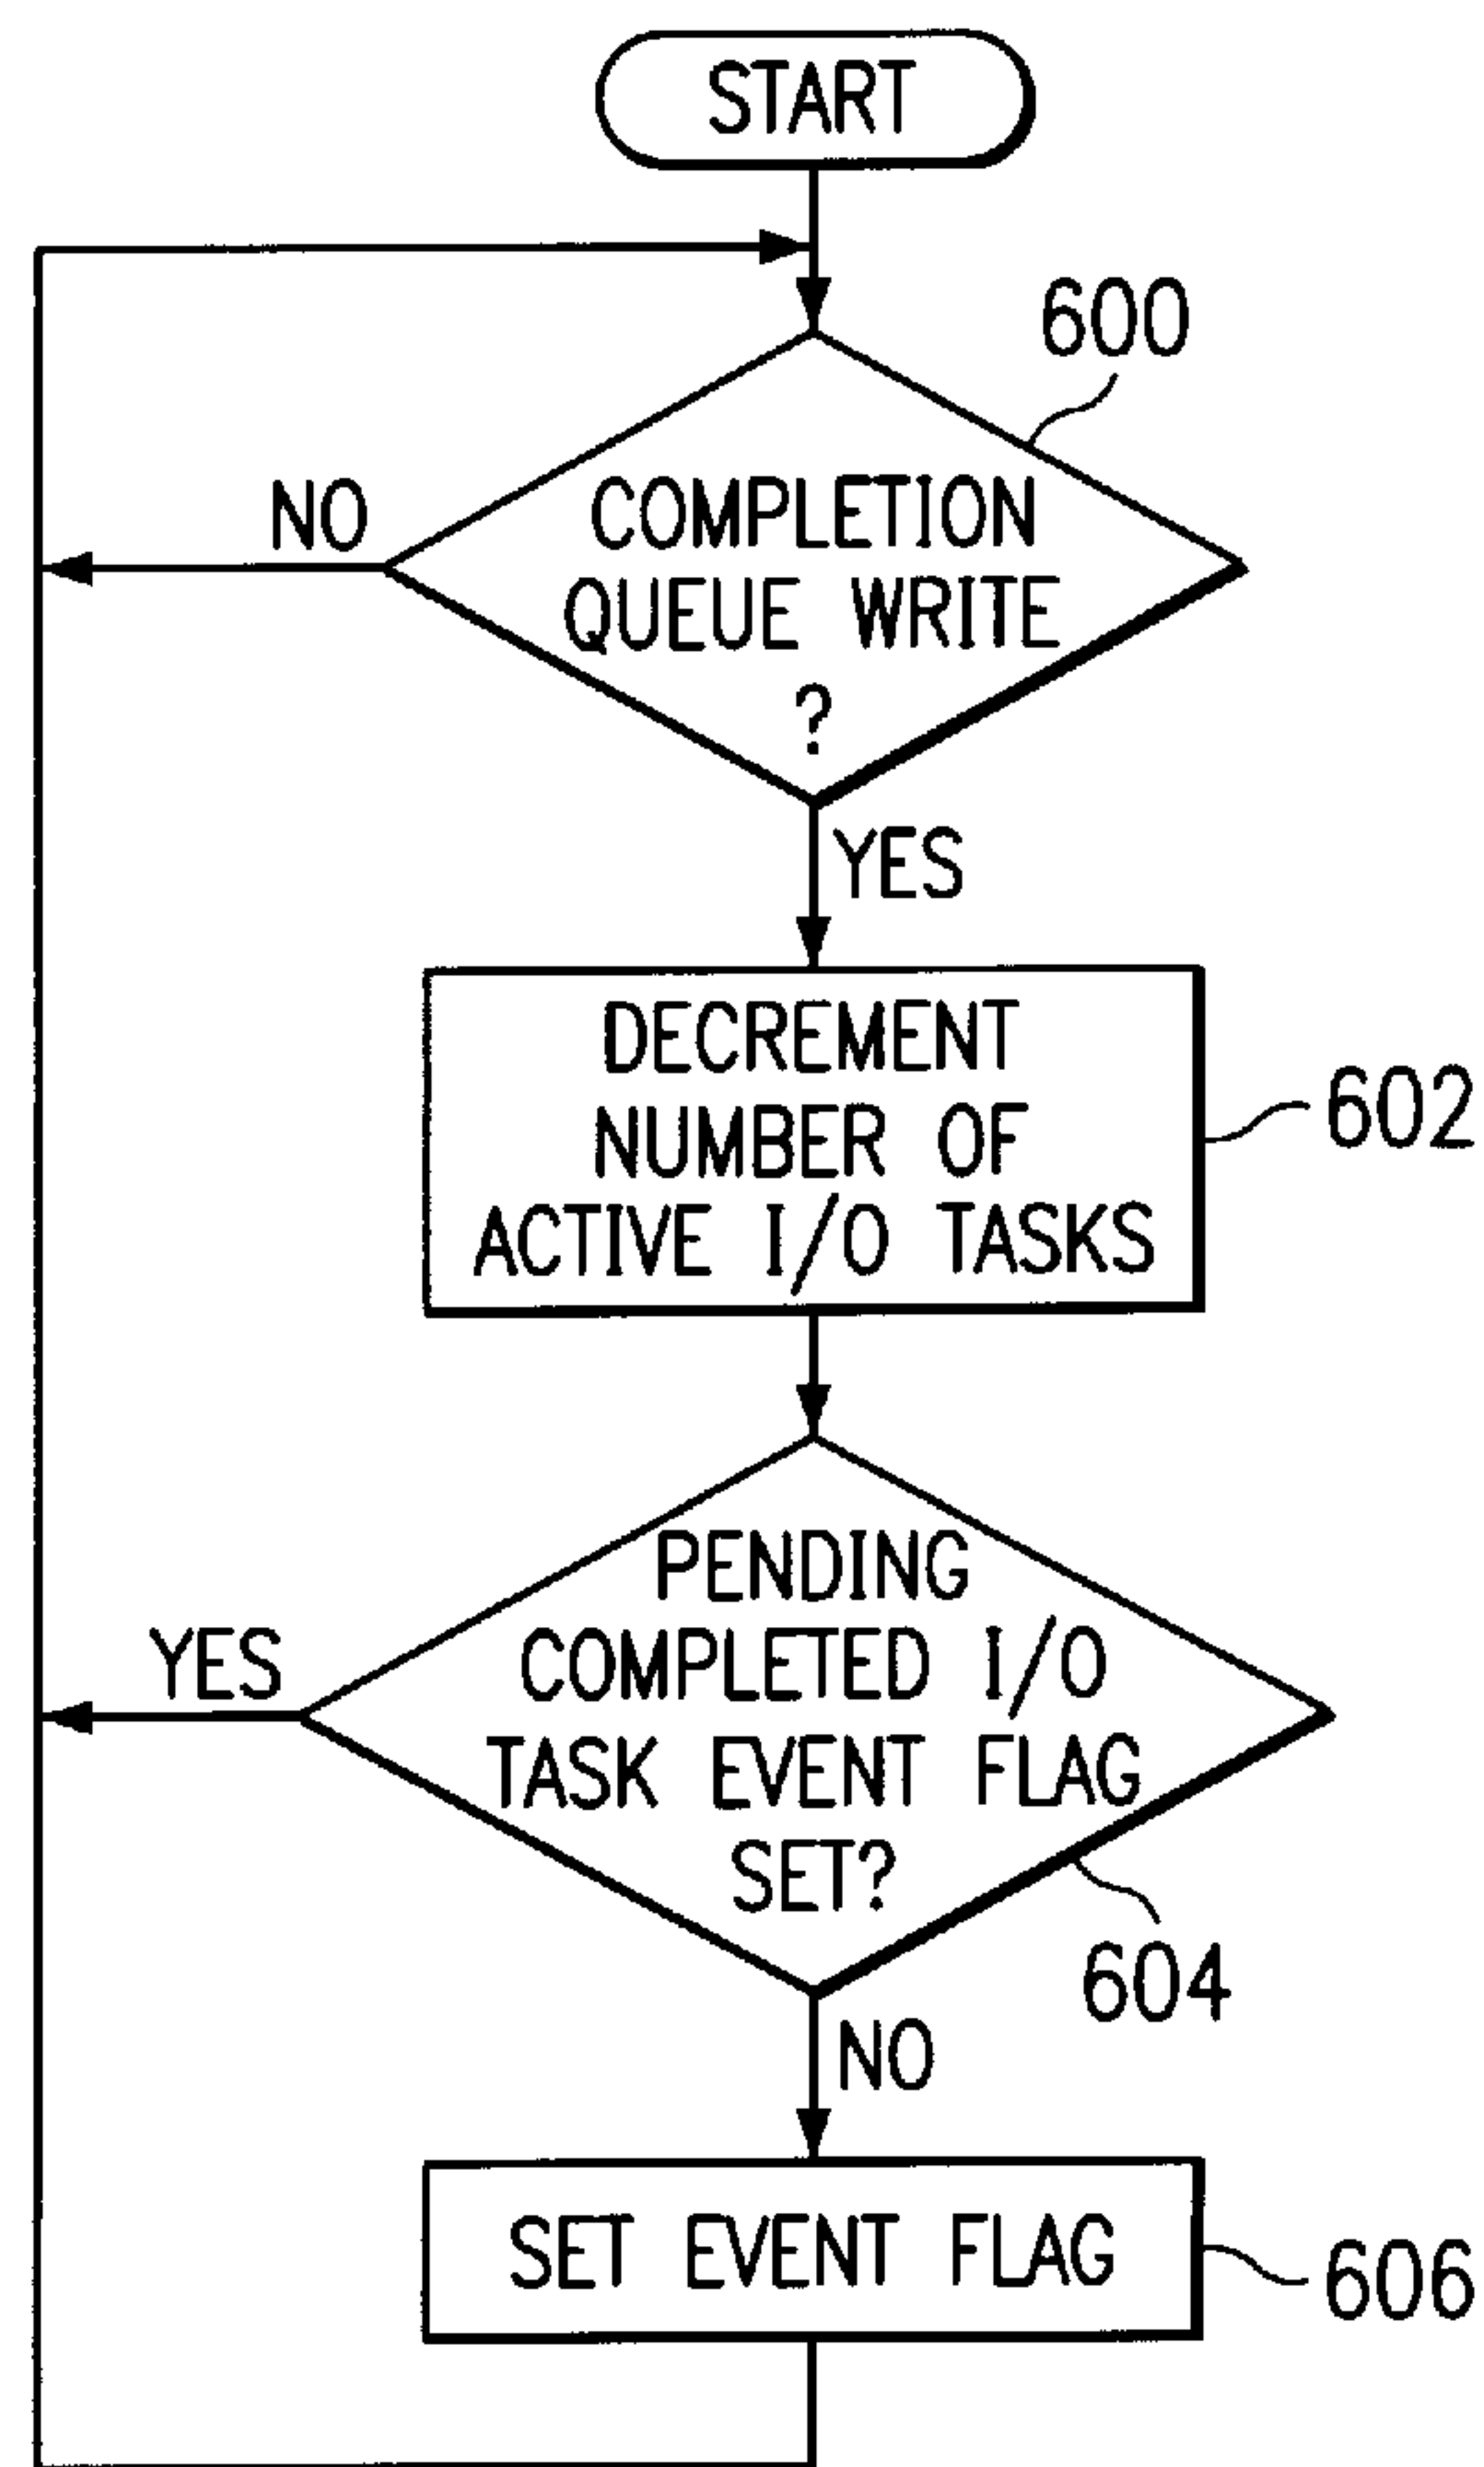 START
600
COMPLETION
QUEUE WRITE
?
NO
YES
DECREMENT
NUMBER OF
ACTIVE I/O TASKS
602
PENDING
COMPLETED I/O
TASK EVENT FLAG
SET?
YES
604
NO
SET EVENT FLAG
606